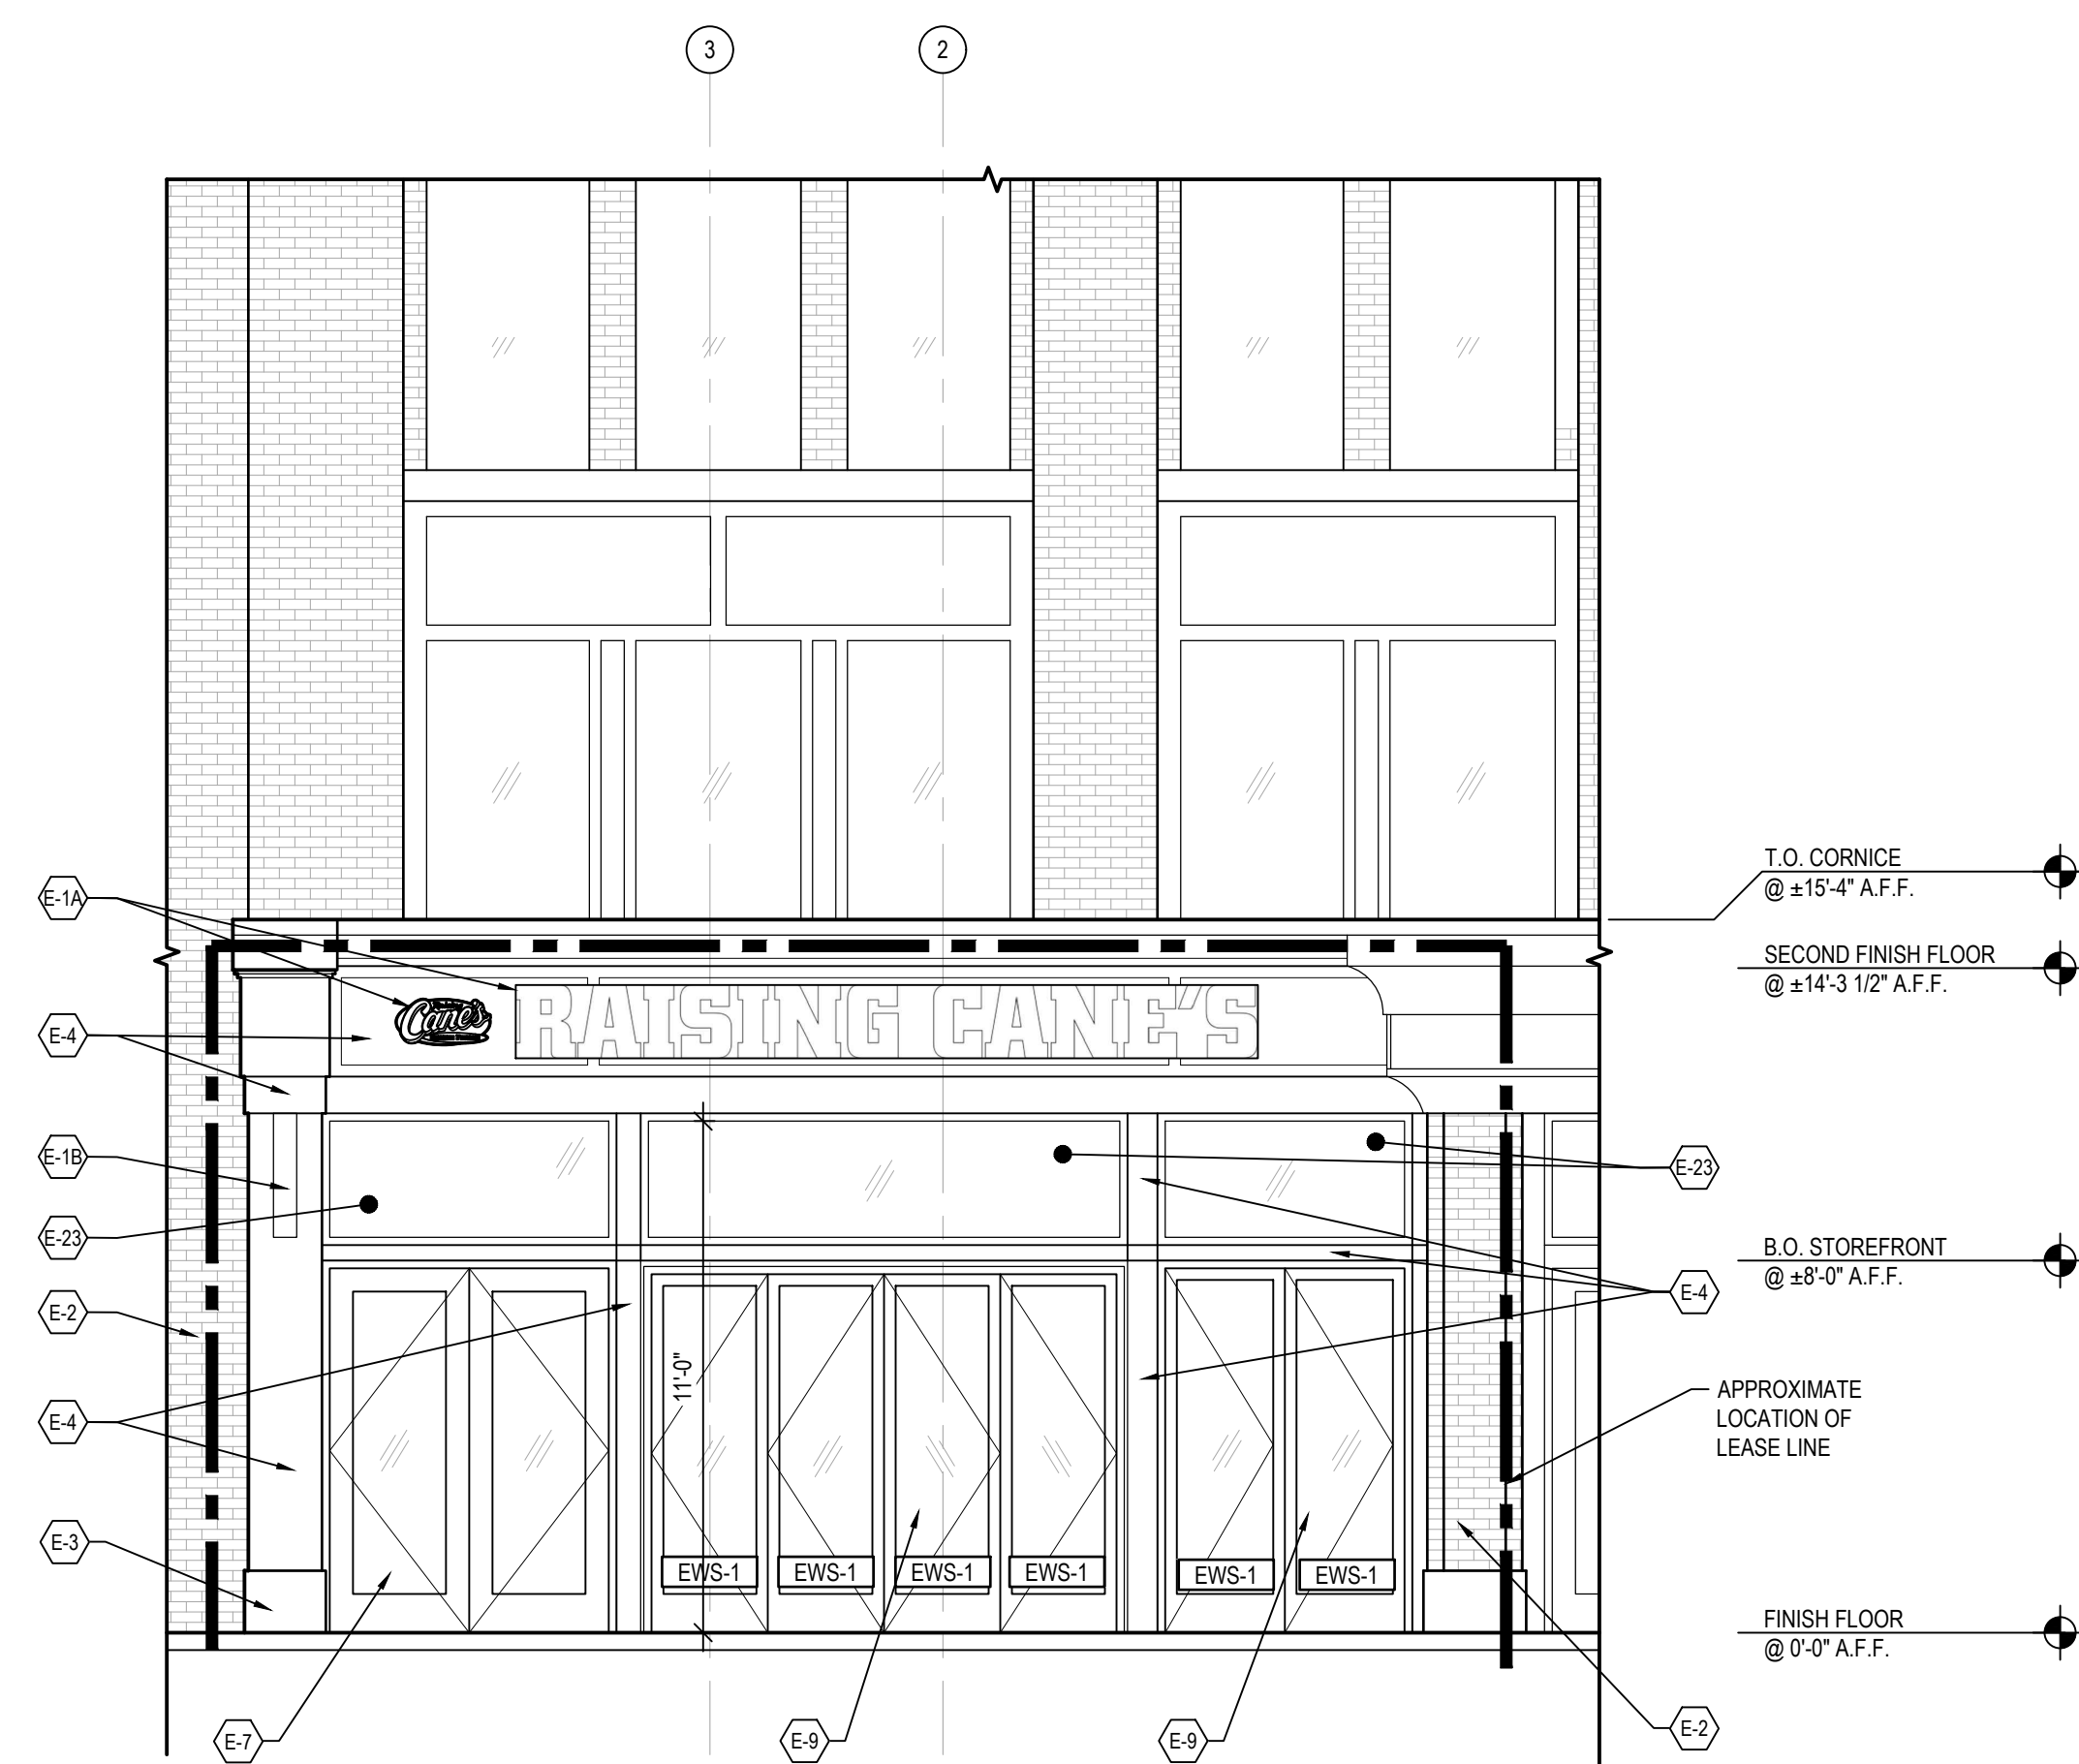 3
2
T.O. CORNICE
@ ±15'-4" A.F.F.
E-1A
SECOND FINISH FLOOR
@ ±14'-3 1/2" A.F.F.
Cane's
RAISING CANE'S
E-4
E-1B
E-23
E-23
B.O. STOREFRONT
@ ±8'-0" A.F.F.
E-2
E-4
11'-0"
E-4
APPROXIMATE
LOCATION OF
LEASE LINE
E-3
EWS-1
EWS-1
EWS-1
EWS-1
EWS-1
EWS-1
FINISH FLOOR
@ 0'-0" A.F.F.
E-7
E-9
E-9
E-2